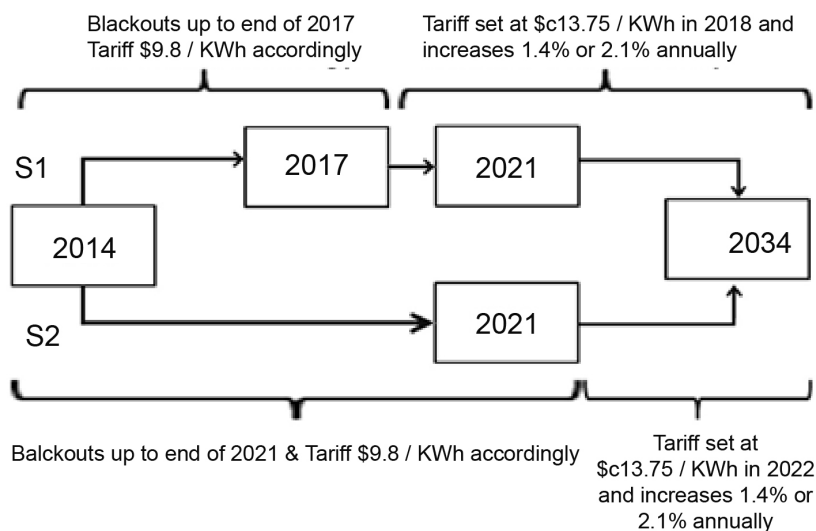 Blackouts up to end of 2017
Tariff $9.8 / KWh accordingly
Tariff set at $c13.75 / KWh in 2018 and
increases 1.4% or 2.1% annually
S1
2017
2021
2014
2034
S2
2021
Balckouts up to end of 2021 & Tariff $9.8 / KWh accordingly
Tariff set at
$c13.75 / KWh in 2022
and increases 1.4% or
2.1% annually